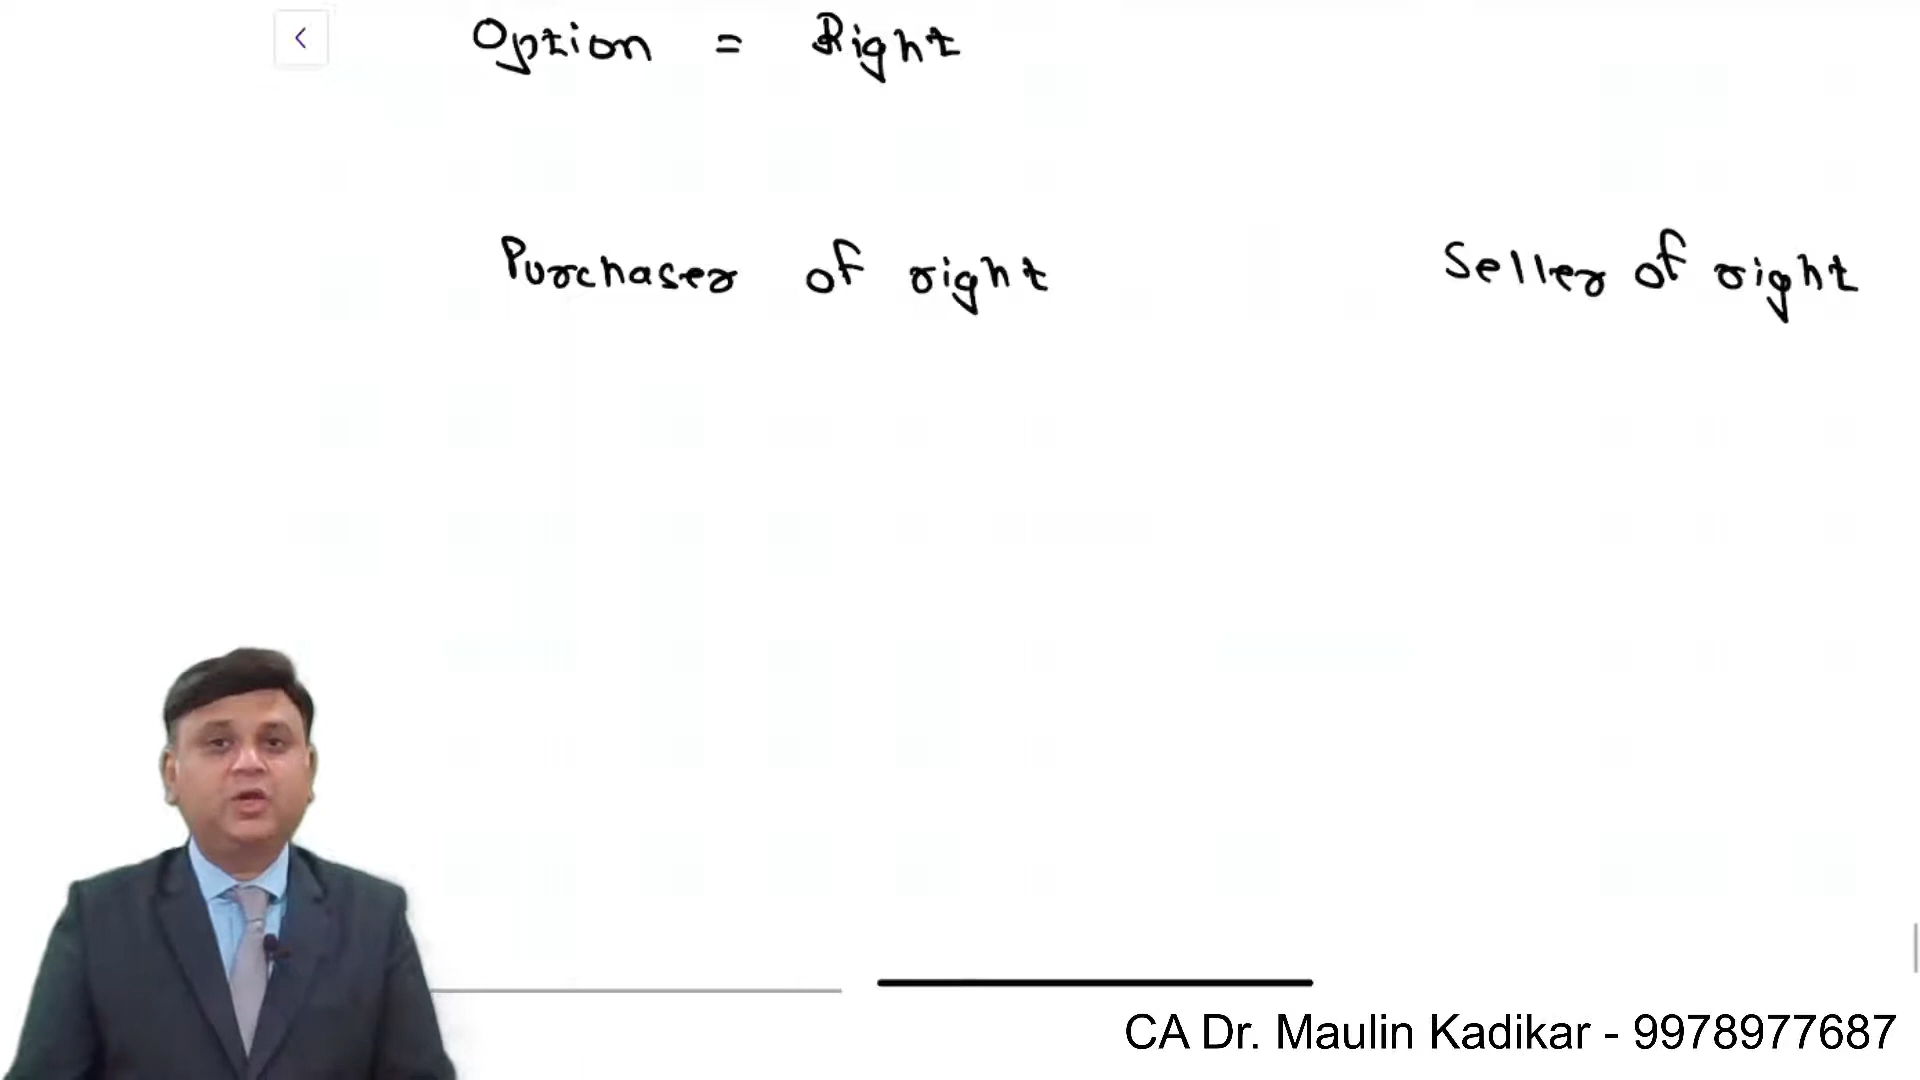 Option = Right
Purchaser of right
Seller of right
CA Dr. Maulin Kadikar - 9978977687